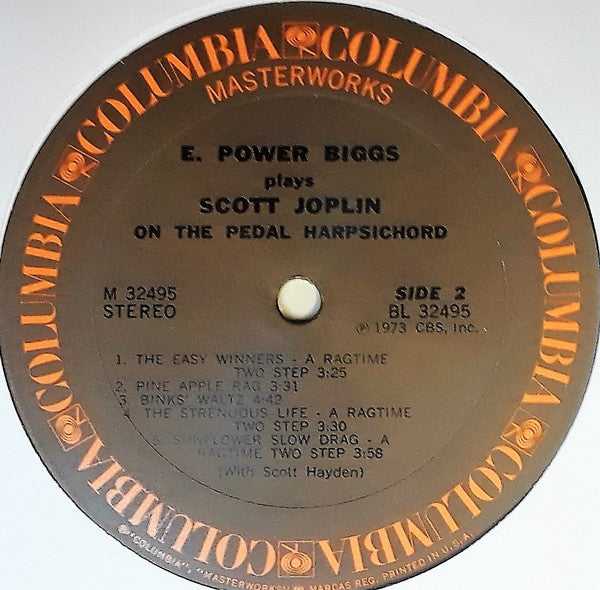 COLUMBIA COLUMBIA COLUMBIA COLUMBIA COLUMBIA COLUMBIA COLUMBIA COLUMBIA
MASTERWORKS
E. POWER BIGGS
plays
SCOTT JOPLIN
ON THE PEDAL HARPSICHORD
M 32495
STEREO
SIDE 2
BL 32495
℗ 1973 CBS, Inc.
1. THE EASY WINNERS - A RAGTIME
TWO STEP 3:25
2. PINE APPLE RAG 3:31
3. BINKS' WALTZ 4:42
4. THE STRENUOUS LIFE - A RAGTIME
TWO STEP 3:30
5. SUNFLOWER SLOW DRAG - A
RAGTIME TWO STEP 3:58
(With Scott Hayden)
® "COLUMBIA", "MASTERWORKS", MARCAS REG. PRINTED IN U.S.A.